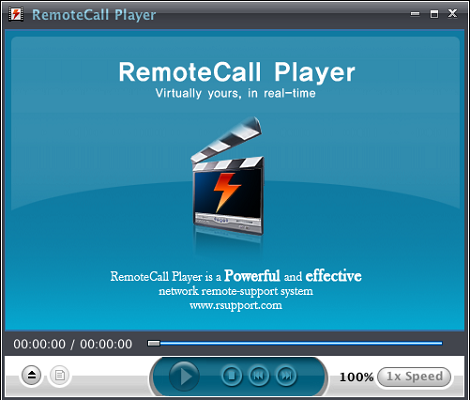 RemoteCall Player
RemoteCall Player
Virtually yours, in real-time
RemoteCall Player is a Powerful and effective
network remote-support system
www.rsupport.com
00:00:00 / 00:00:00
100% 1x Speed